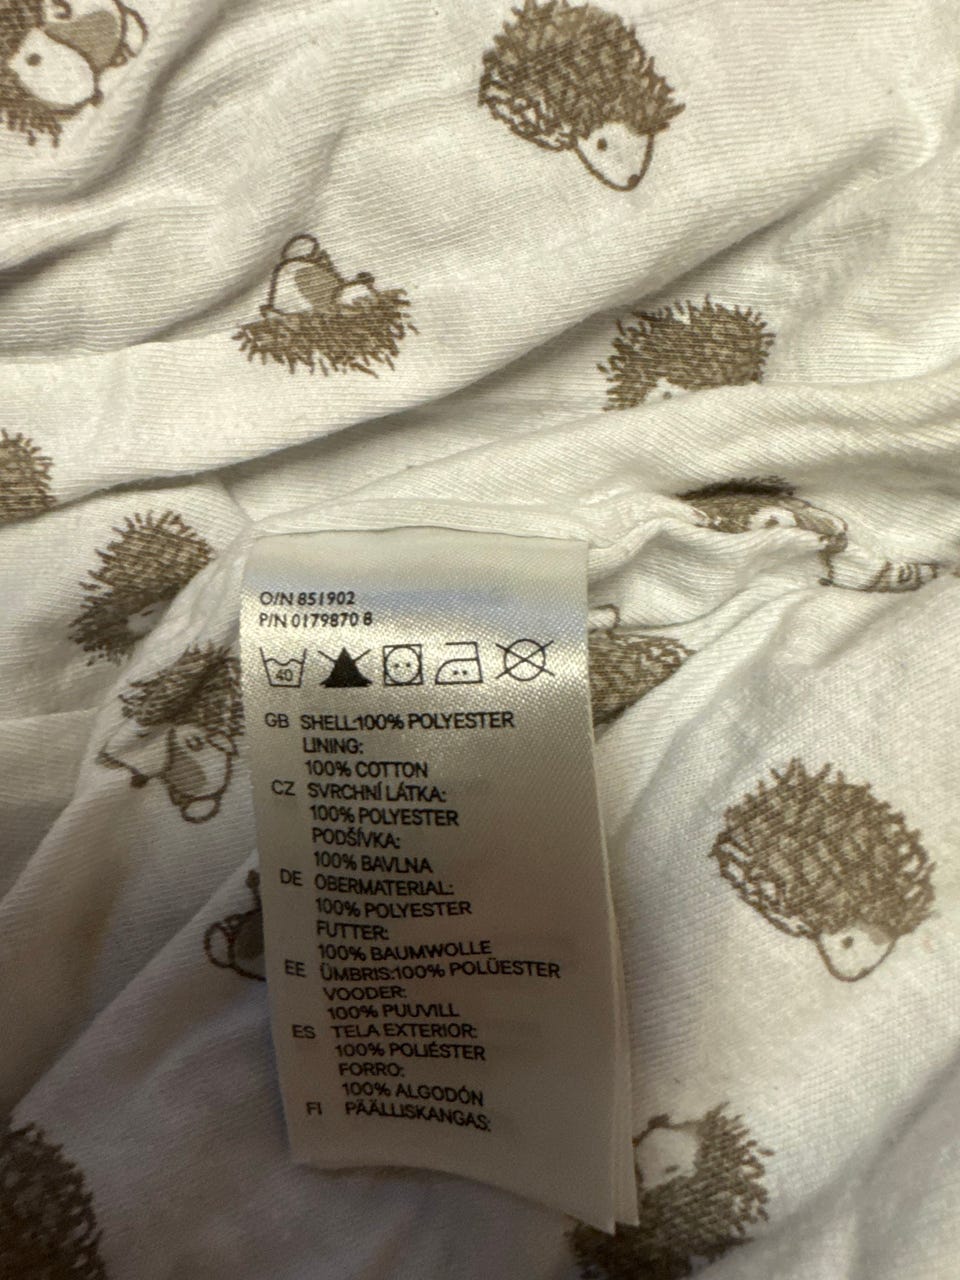 O/N 851902
P/N 0179870 8
40
GB SHELL:100% POLYESTER
LINING:
100% COTTON
CZ SVRCHNÍ LÁTKA:
100% POLYESTER
PODŠÍVKA:
100% BAVLNA
DE OBERMATERIAL:
100% POLYESTER
FUTTER:
100% BAUMWOLLE
EE ÜMBRIS:100% POLÜESTER
VOODER:
100% PUUVILL
ES TELA EXTERIOR:
100% POLIÉSTER
FORRO:
100% ALGODÓN
FI PÄÄLLISKANGAS: